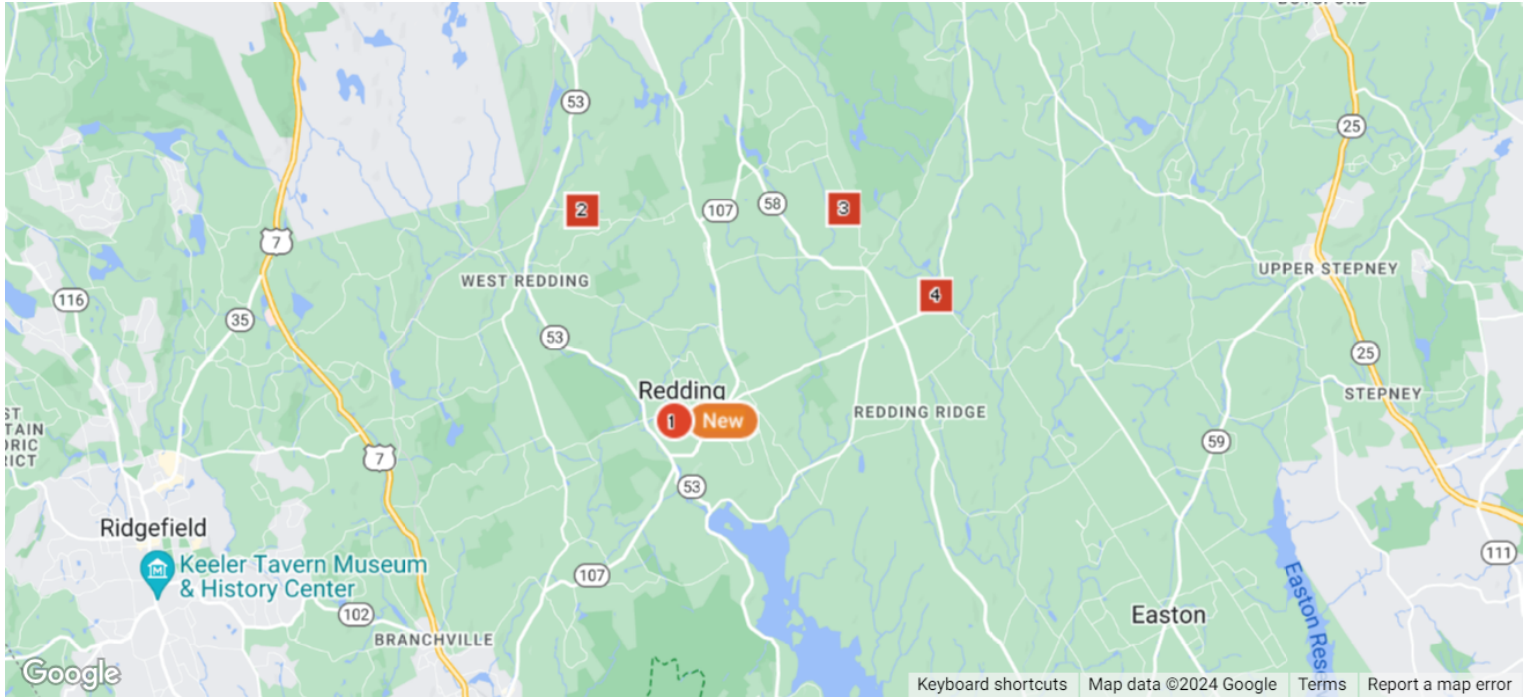 53
25
2
107
58
3
7
WEST REDDING
UPPER STEPNEY
116
4
35
53
25
Redding
STEPNEY
1
New
REDDING RIDGE
59
7
53
Ridgefield
111
Keeler Tavern Museum
& History Center
107
102
Easton
BRANCHVILLE
Google
Keyboard shortcuts
Map data ©2024 Google
Terms
Report a map error